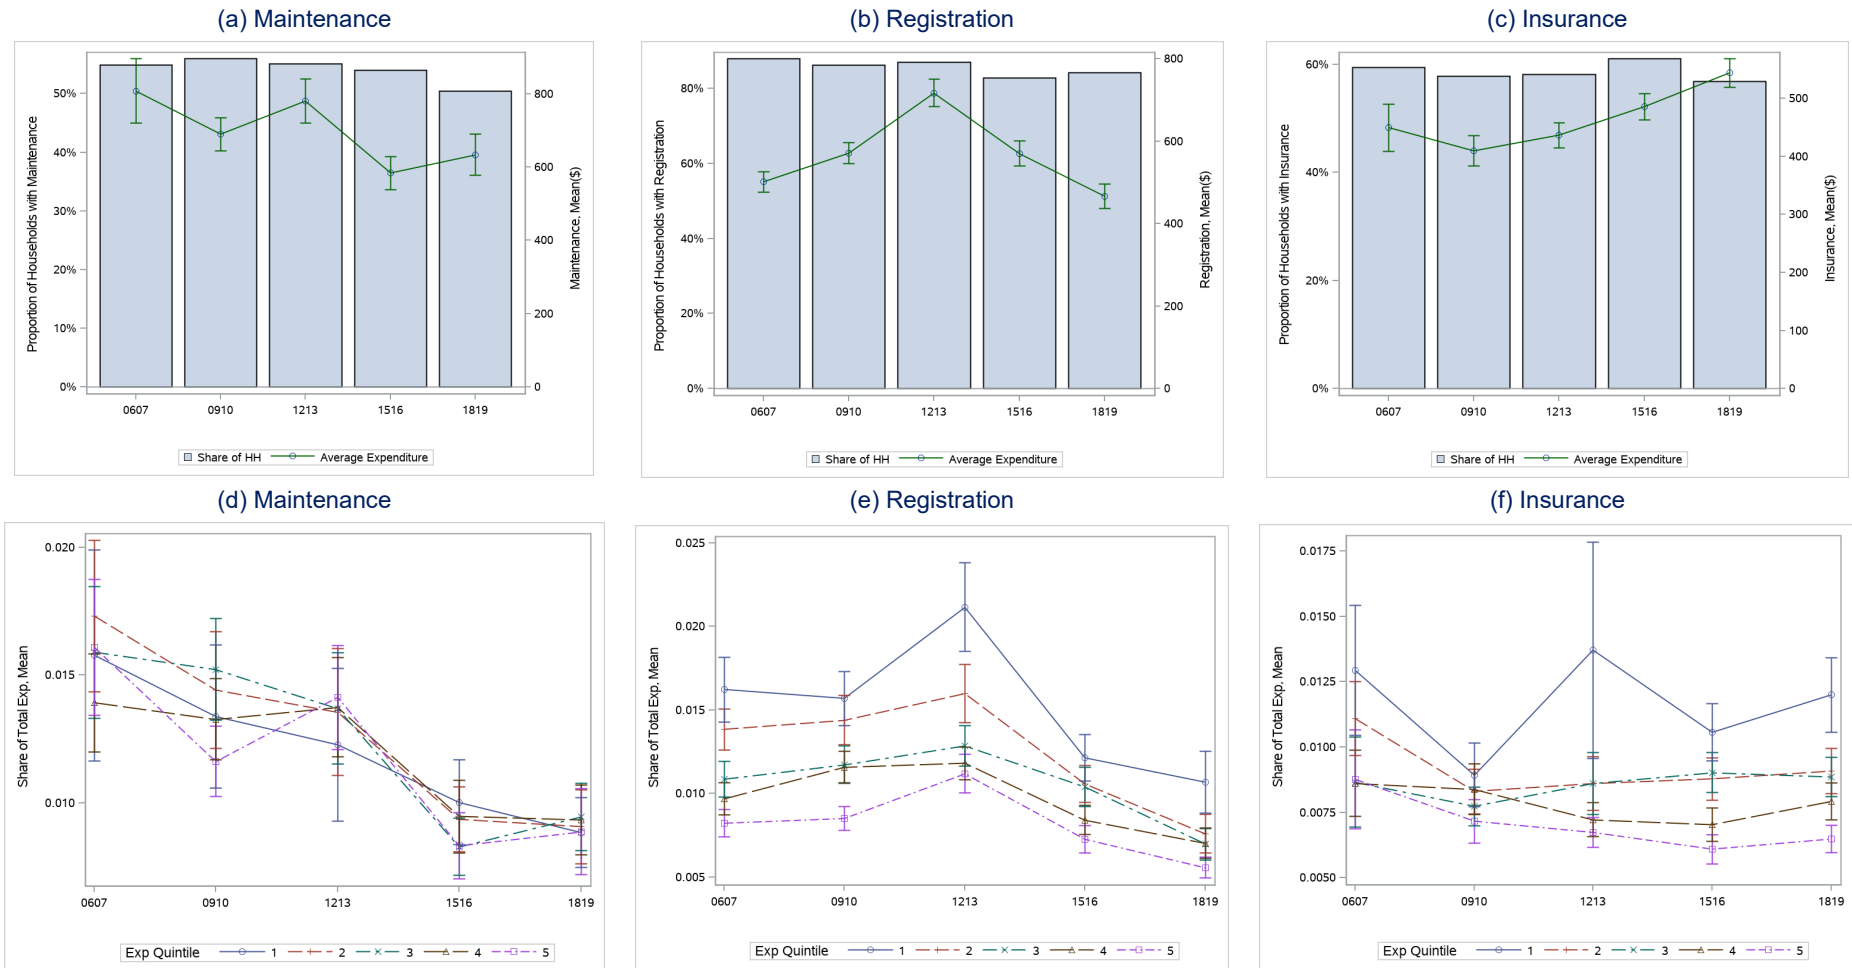 (a) Maintenance
(b) Registration
(c) Insurance
Proportion of Households with Maintenance
50%
40%
30%
20%
10%
0%
800
600
400
200
0
Maintenance, Mean($)
0607 0910 1213 1516 1819
Share of HH Average Expenditure
Proportion of Households with Registration
80%
60%
40%
20%
0%
800
600
400
200
0
Registration, Mean($)
0607 0910 1213 1516 1819
Share of HH Average Expenditure
Proportion of Households with Insurance
60%
40%
20%
0%
500
400
300
200
100
0
Insurance, Mean($)
0607 0910 1213 1516 1819
Share of HH Average Expenditure
(d) Maintenance
(e) Registration
(f) Insurance
Share of Total Exp, Mean
0.020
0.015
0.010
0607 0910 1213 1516 1819
Exp Quintile 1 2 3 4 5
Share of Total Exp, Mean
0.025
0.020
0.015
0.010
0.005
0607 0910 1213 1516 1819
Exp Quintile 1 2 3 4 5
Share of Total Exp, Mean
0.0175
0.0150
0.0125
0.0100
0.0075
0.0050
0607 0910 1213 1516 1819
Exp Quintile 1 2 3 4 5